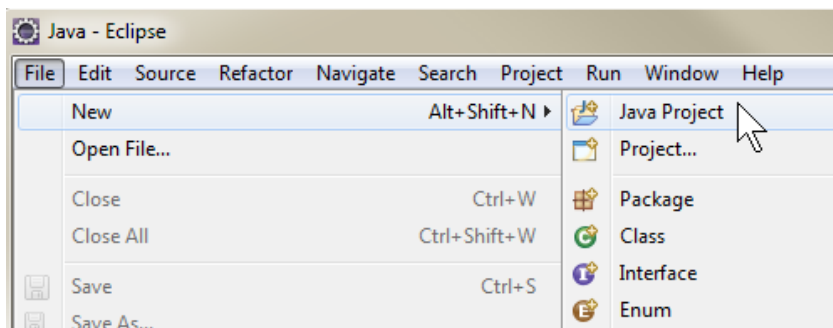 Java - Eclipse
File Edit Source Refactor Navigate Search Project Run Window Help
New Alt+Shift+N
Open File...
Close Ctrl+W
Close All Ctrl+Shift+W
Save Ctrl+S
Save As...
Java Project
Project...
Package
Class
Interface
Enum